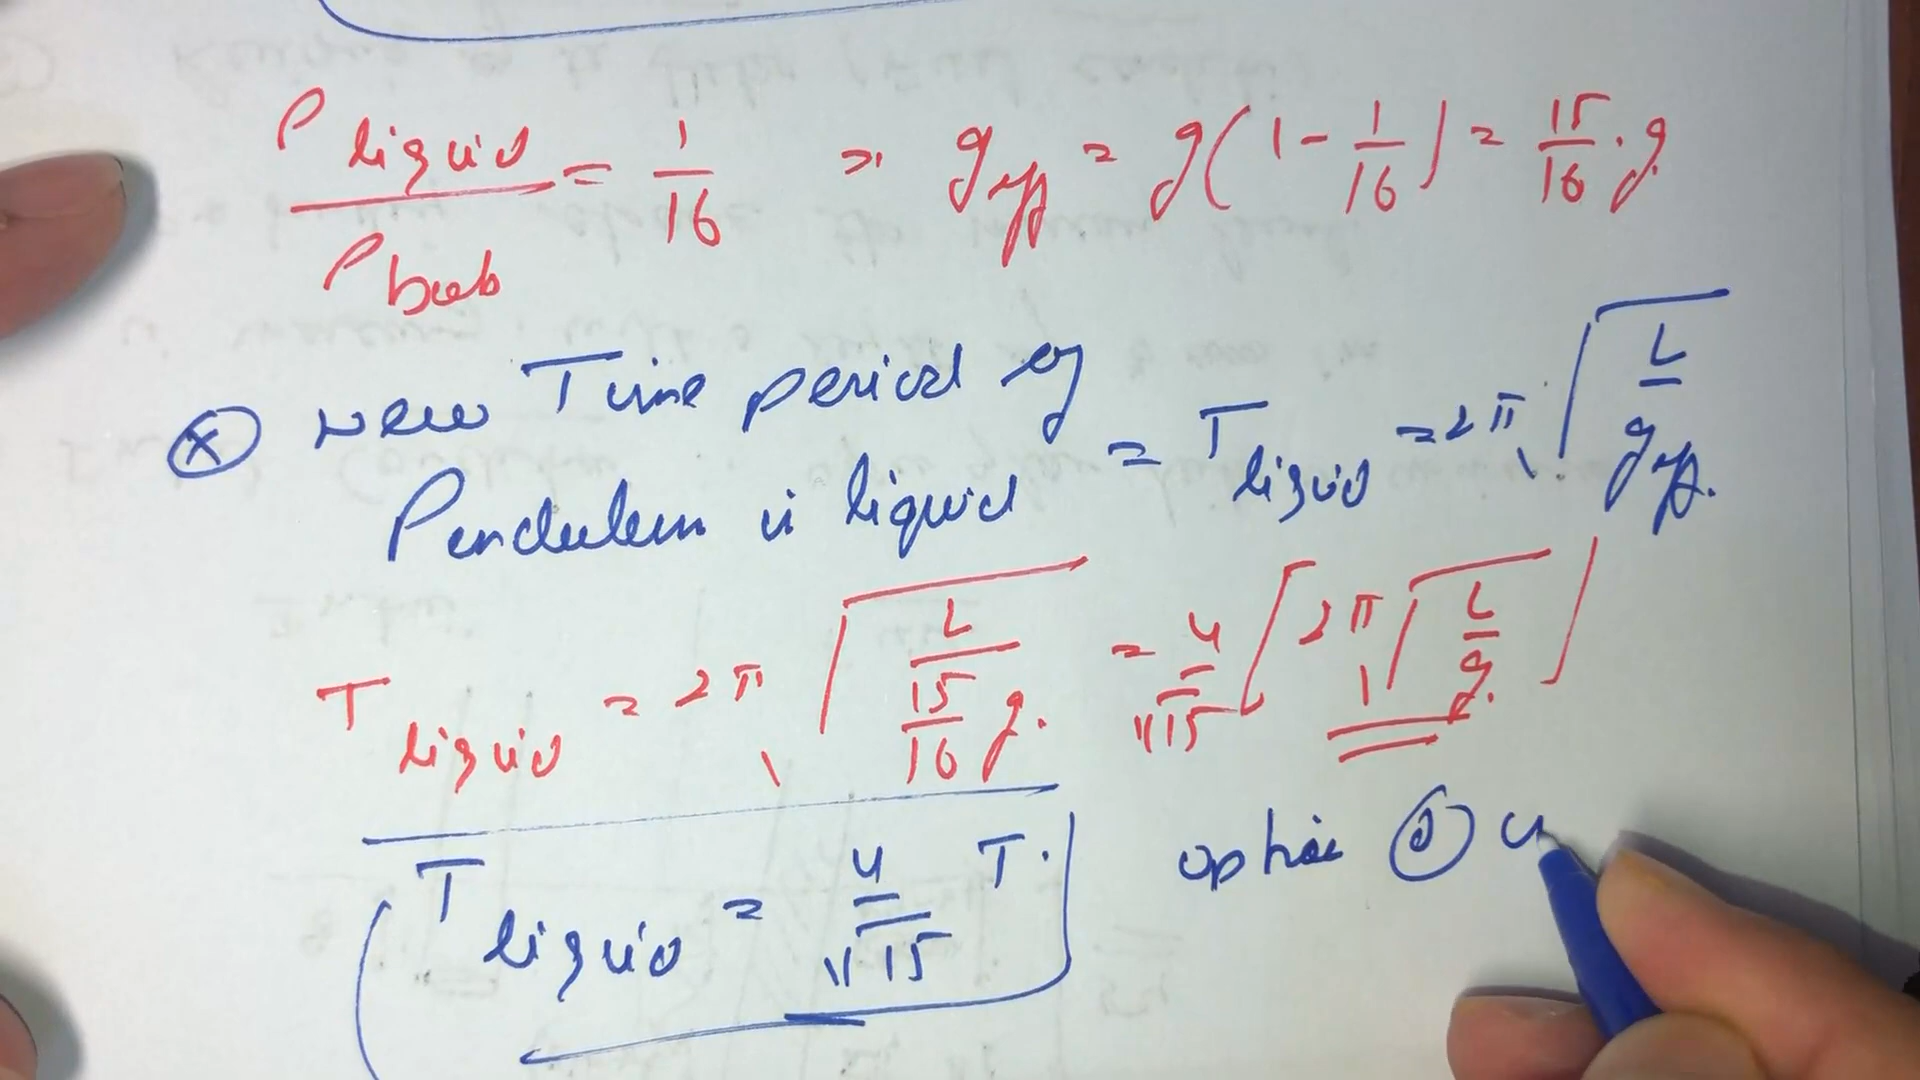 ρ liquid / ρ bob = 1/16 ⇒ g eff = g(1 - 1/16) = 15/16 · g
(x) New Time period of
Pendulum in liquid = T liquid = 2π √(L / g eff.)
T liquid = 2π √(L / (15/16 g.)) = 4/√15 [2π √(L / g.)]
T liquid = 4/√15 T.
option